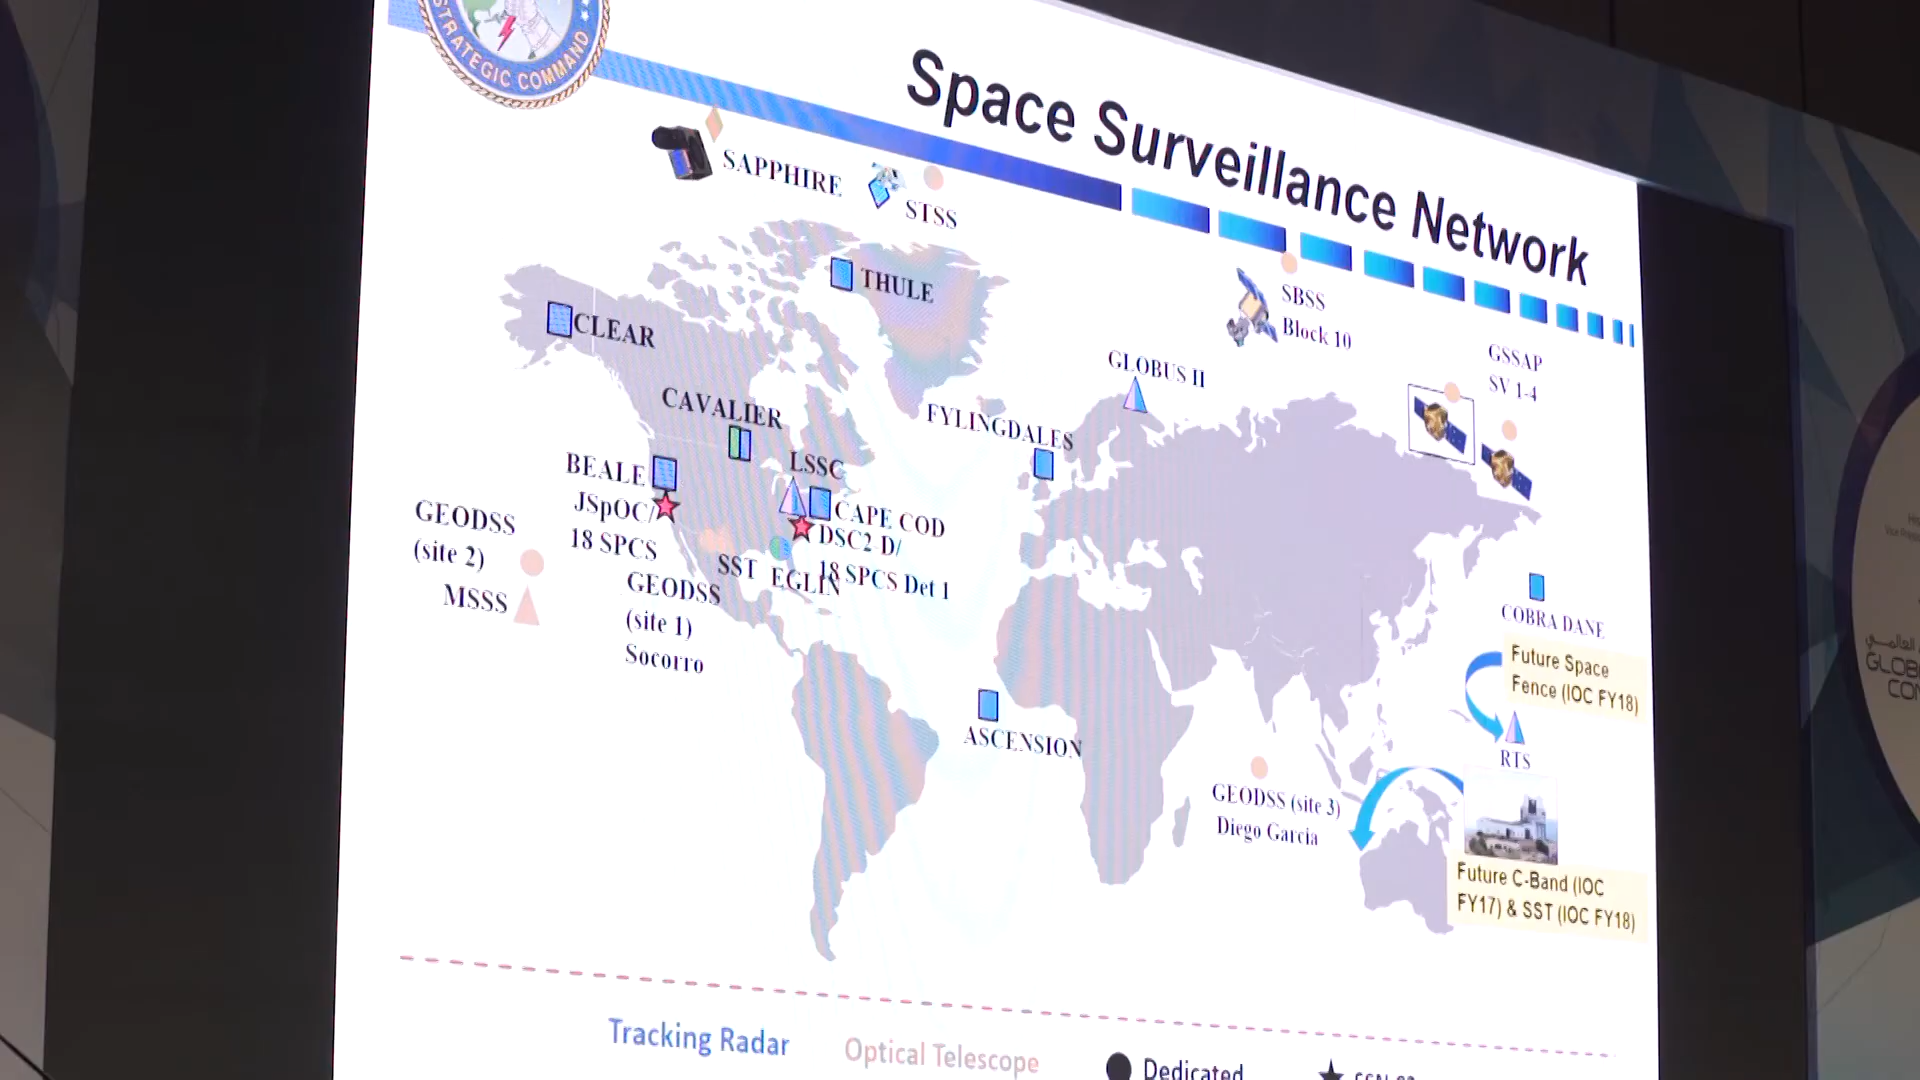 STRATEGIC COMMAND
Space Surveillance Network
SAPPHIRE
STSS
THULE
CLEAR
SBSS
Block 10
GSSAP
SV 1-4
GLOBUS II
CAVALIER
FYLINGDALES
BEALE
LSSC
JSpOC/
18 SPCS
CAPE COD
DSC2 D/
18 SPCS Det 1
GEODSS
(site 2)
MSSS
SST
EGLIN
GEODSS
(site 1)
Socorro
COBRA DANE
Future Space
Fence (IOC FY18)
RTS
ASCENSION
GEODSS (site 3)
Diego Garcia
Future C-Band (IOC
FY17) & SST (IOC FY18)
Tracking Radar
Optical Telescope
Dedicated